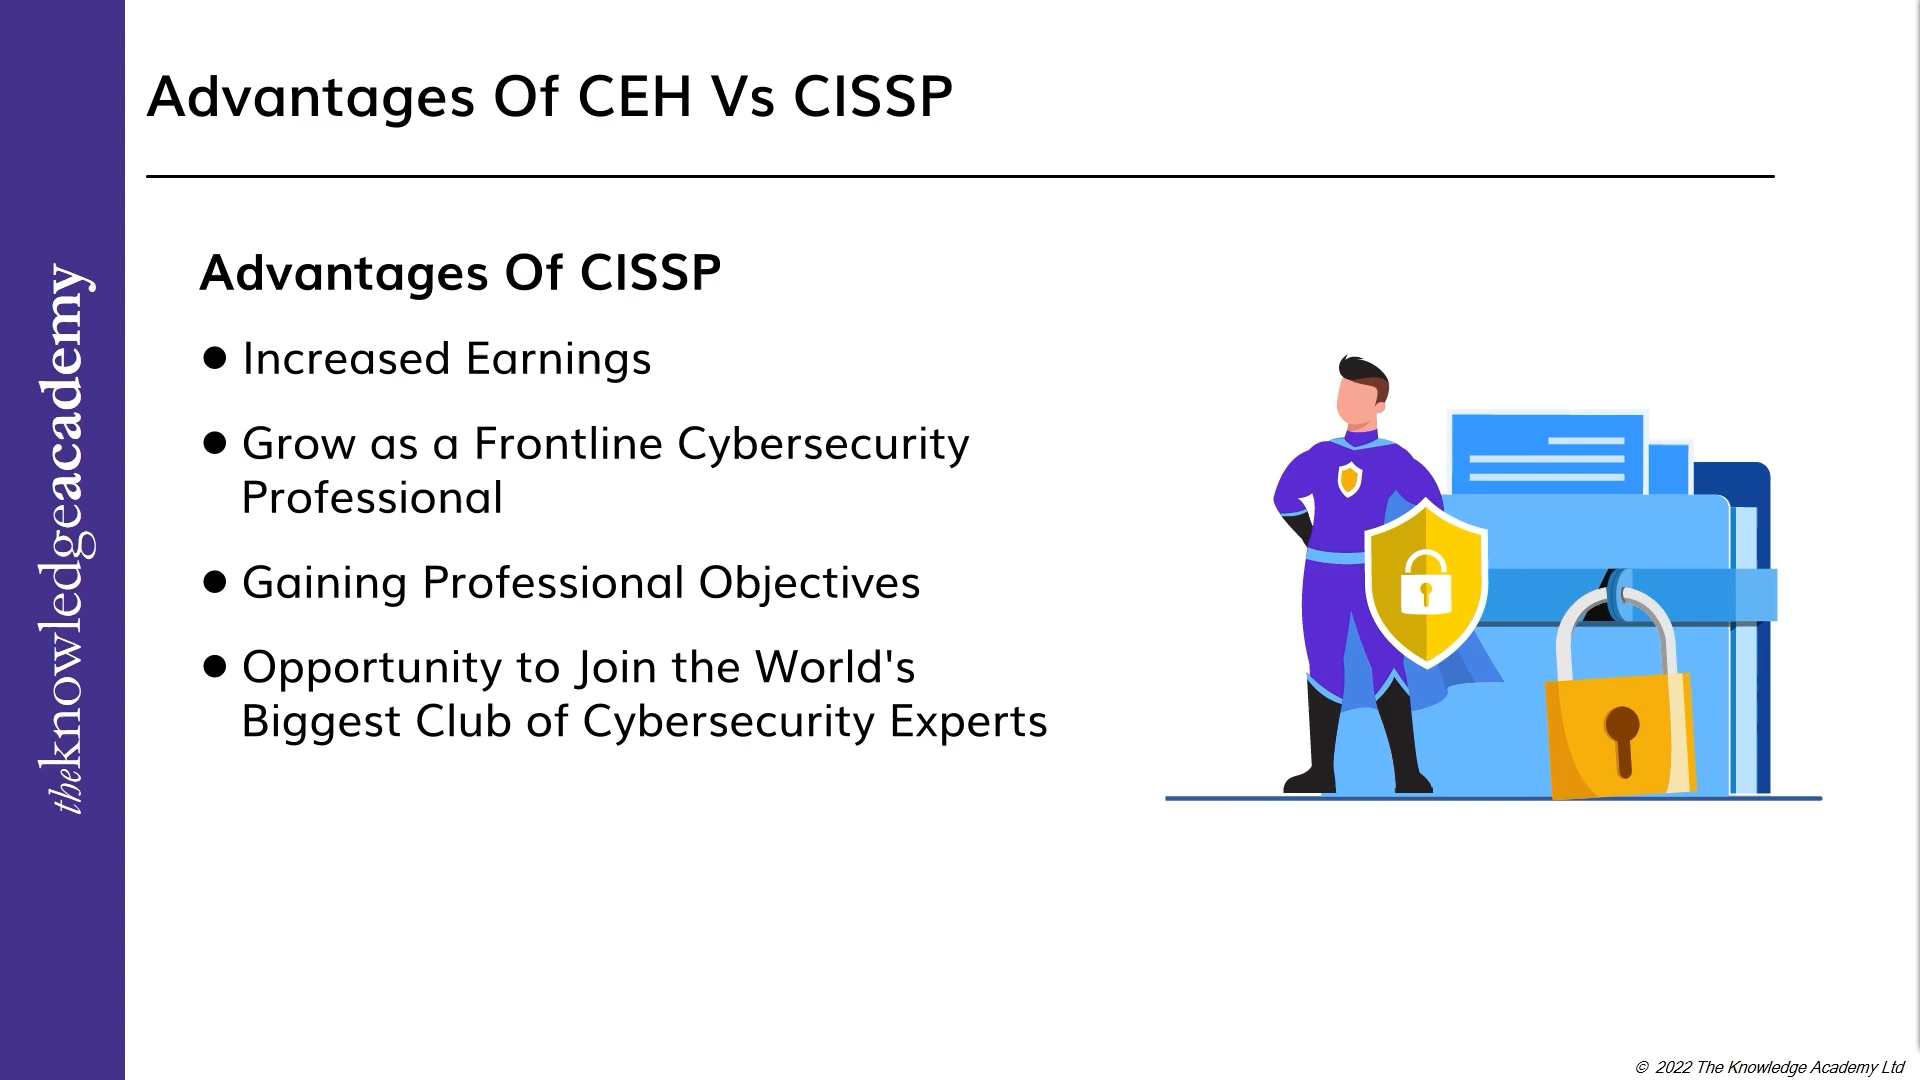 Advantages Of CEH Vs CISSP
theknowledgeacademy
Advantages Of CISSP
● Increased Earnings
● Grow as a Frontline Cybersecurity
Professional
● Gaining Professional Objectives
● Opportunity to Join the World's
Biggest Club of Cybersecurity Experts
© 2022 The Knowledge Academy Ltd